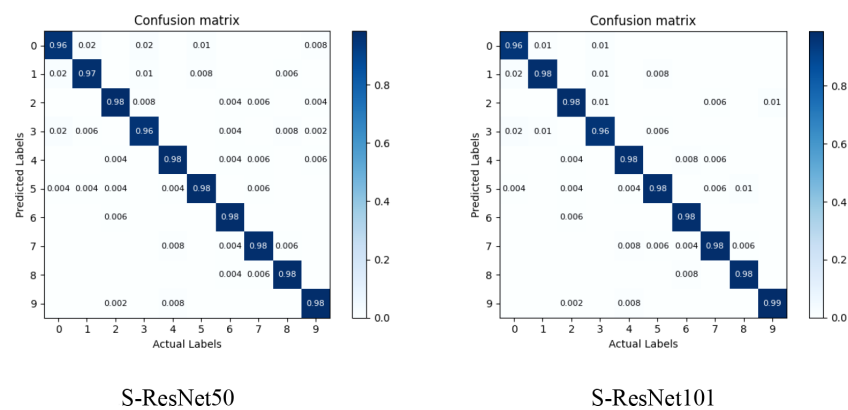 Confusion matrix
0 0.96 0.02 0.02 0.01 0.008
1 0.02 0.97 0.01 0.008 0.006
2 0.98 0.008 0.004 0.006 0.004
3 0.02 0.006 0.96 0.004 0.008 0.002
4 0.004 0.98 0.004 0.006 0.006
5 0.004 0.004 0.004 0.004 0.98 0.006
6 0.006 0.98
7 0.008 0.004 0.98 0.006
8 0.004 0.006 0.98
9 0.002 0.008 0.98
0 1 2 3 4 5 6 7 8 9
Actual Labels
Predicted Labels
0.8
0.6
0.4
0.2
0.0
S-ResNet50
Confusion matrix
0 0.96 0.01 0.01
1 0.02 0.98 0.01 0.008
2 0.98 0.01 0.006 0.01
3 0.02 0.01 0.96 0.006
4 0.004 0.98 0.008 0.006
5 0.004 0.004 0.004 0.98 0.006 0.01
6 0.006 0.98
7 0.008 0.006 0.004 0.98 0.006
8 0.008 0.98
9 0.002 0.008 0.99
0 1 2 3 4 5 6 7 8 9
Actual Labels
Predicted Labels
0.8
0.6
0.4
0.2
0.0
S-ResNet101